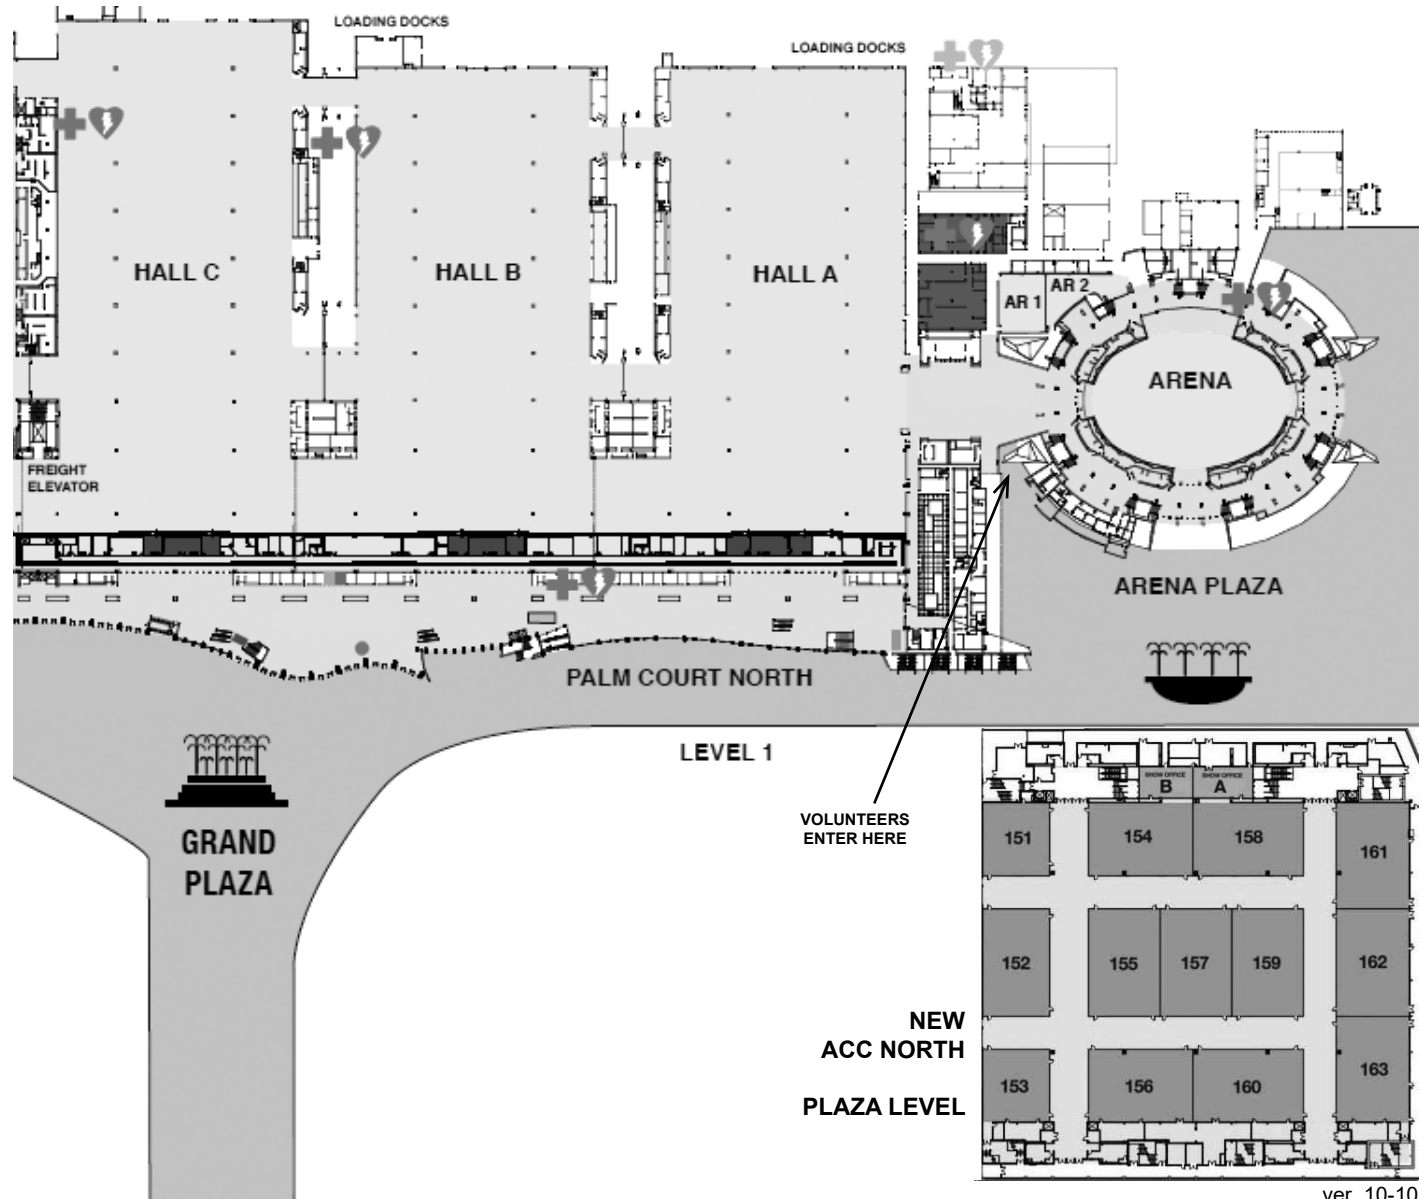 LOADING DOCKS
LOADING DOCKS
HALL C
HALL B
HALL A
AR 1
AR 2
ARENA
FREIGHT
ELEVATOR
ARENA PLAZA
PALM COURT NORTH
LEVEL 1
GRAND
PLAZA
VOLUNTEERS
ENTER HERE
SHOW OFFICE
B
SHOW OFFICE
A
151
154
158
161
152
155
157
159
162
NEW
ACC NORTH
PLAZA LEVEL
153
156
160
163
ver. 10-10